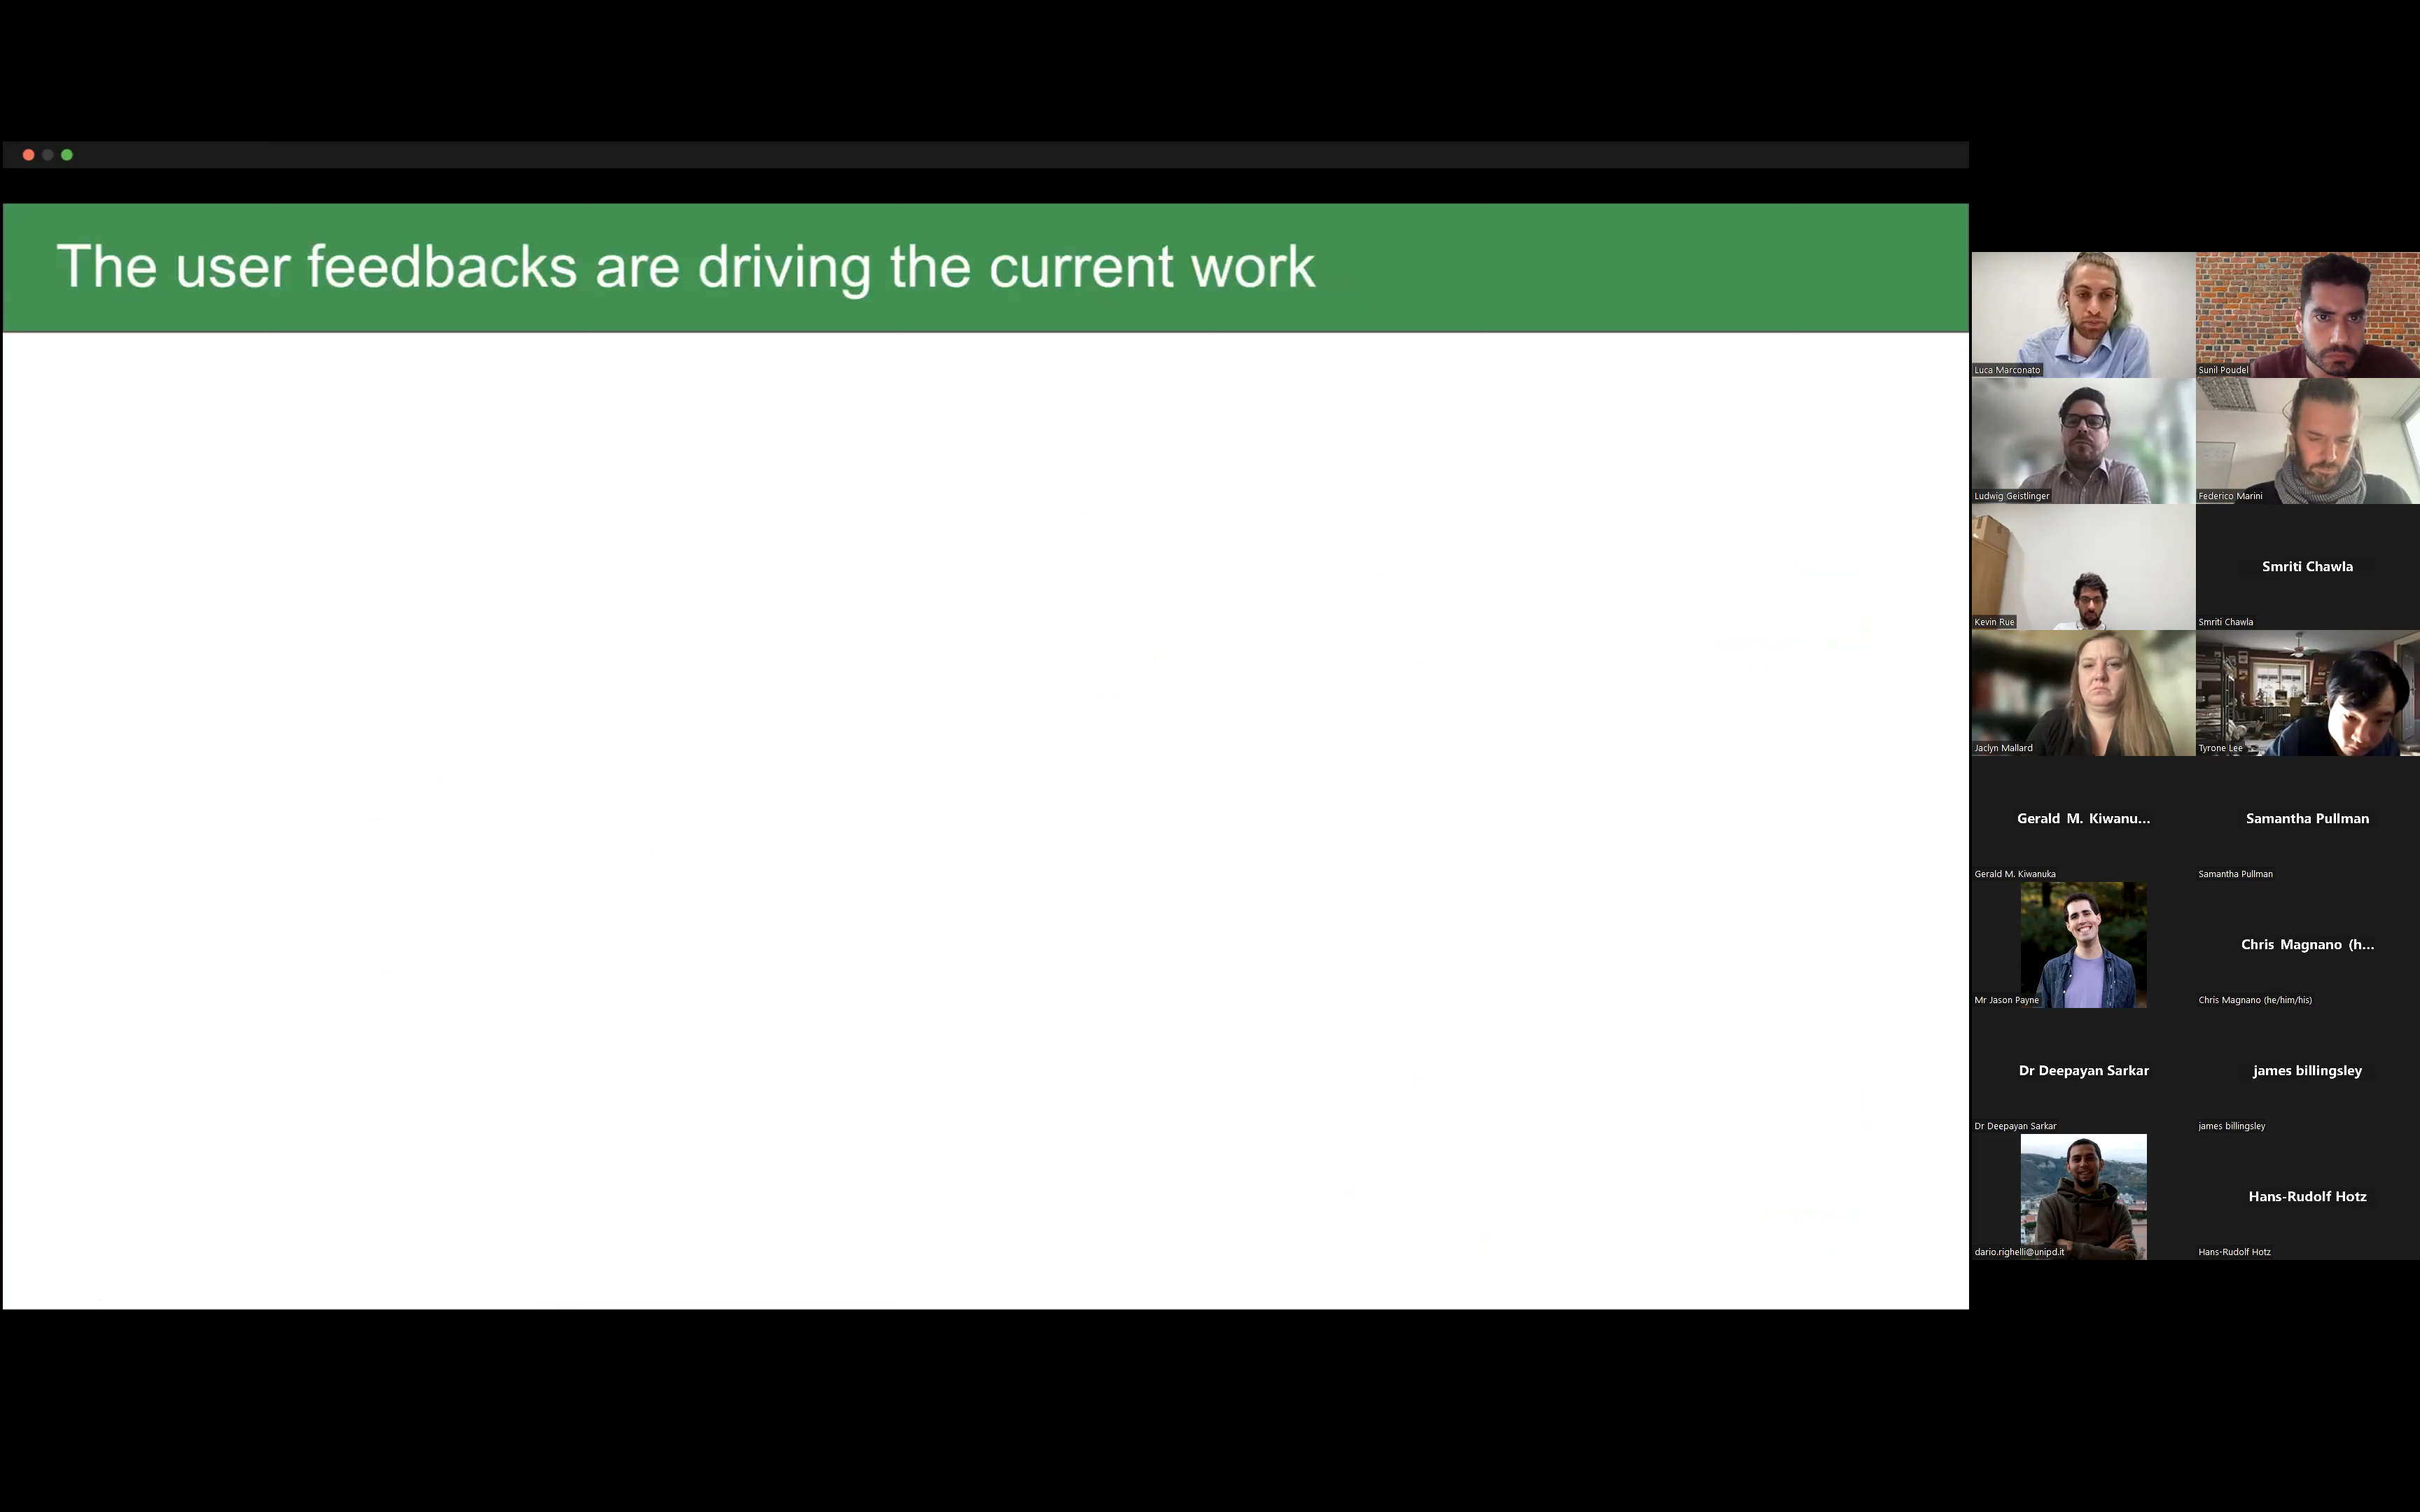 The user feedbacks are driving the current work
Luca Marconato
Sunil Poudel
Ludwig Geistlinger
Federico Marini
Kevin Rue
Smriti Chawla
Smriti Chawla
Jaclyn Mallard
Tyrone Lee
Gerald M. Kiwanu...
Samantha Pullman
Gerald M. Kiwanuka
Samantha Pullman
Chris Magnano (h...
Mr Jason Payne
Chris Magnano (he/him/his)
Dr Deepayan Sarkar
james billingsley
Dr Deepayan Sarkar
james billingsley
Hans-Rudolf Hotz
dario.righelli@unipd.it
Hans-Rudolf Hotz